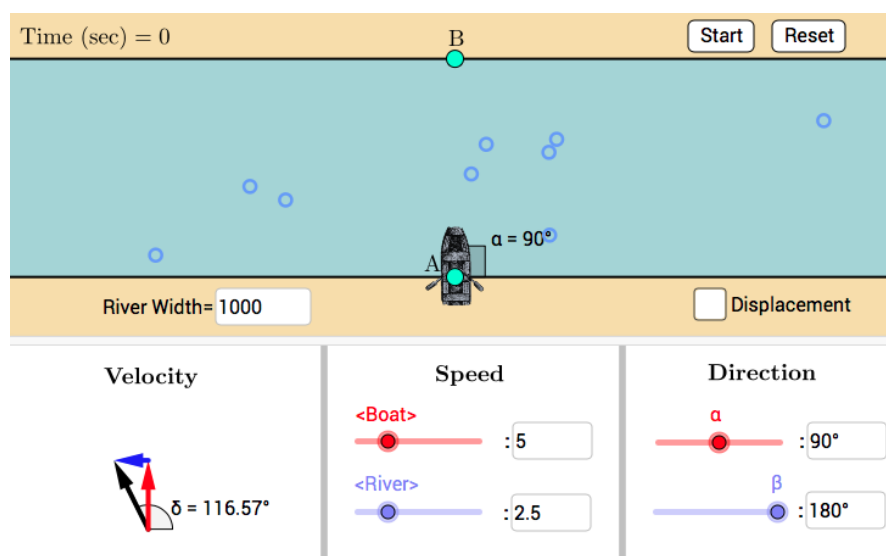 Time (sec) = 0
B
Start
Reset
α = 90°
A
River Width= 1000
Displacement
Velocity
Speed
Direction
<Boat>
α
: 5
: 90°
<River>
β
δ = 116.57°
: 2.5
: 180°